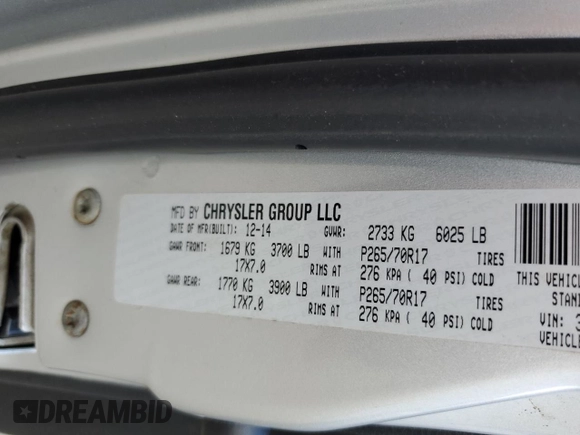 MFD BY CHRYSLER GROUP LLC
DATE OF MFR(BUILT): 12-14 GVWR: 2733 KG 6025 LB
GAWR FRONT: 1679 KG 3700 LB WITH P265/70R17 TIRES
17X7.0 RIMS AT 276 KPA ( 40 PSI) COLD
GAWR REAR: 1770 KG 3900 LB WITH P265/70R17 TIRES
17X7.0 RIMS AT 276 KPA ( 40 PSI) COLD
THIS VEHICL
STAN
VIN: 3
VEHICLE
DREAMBID